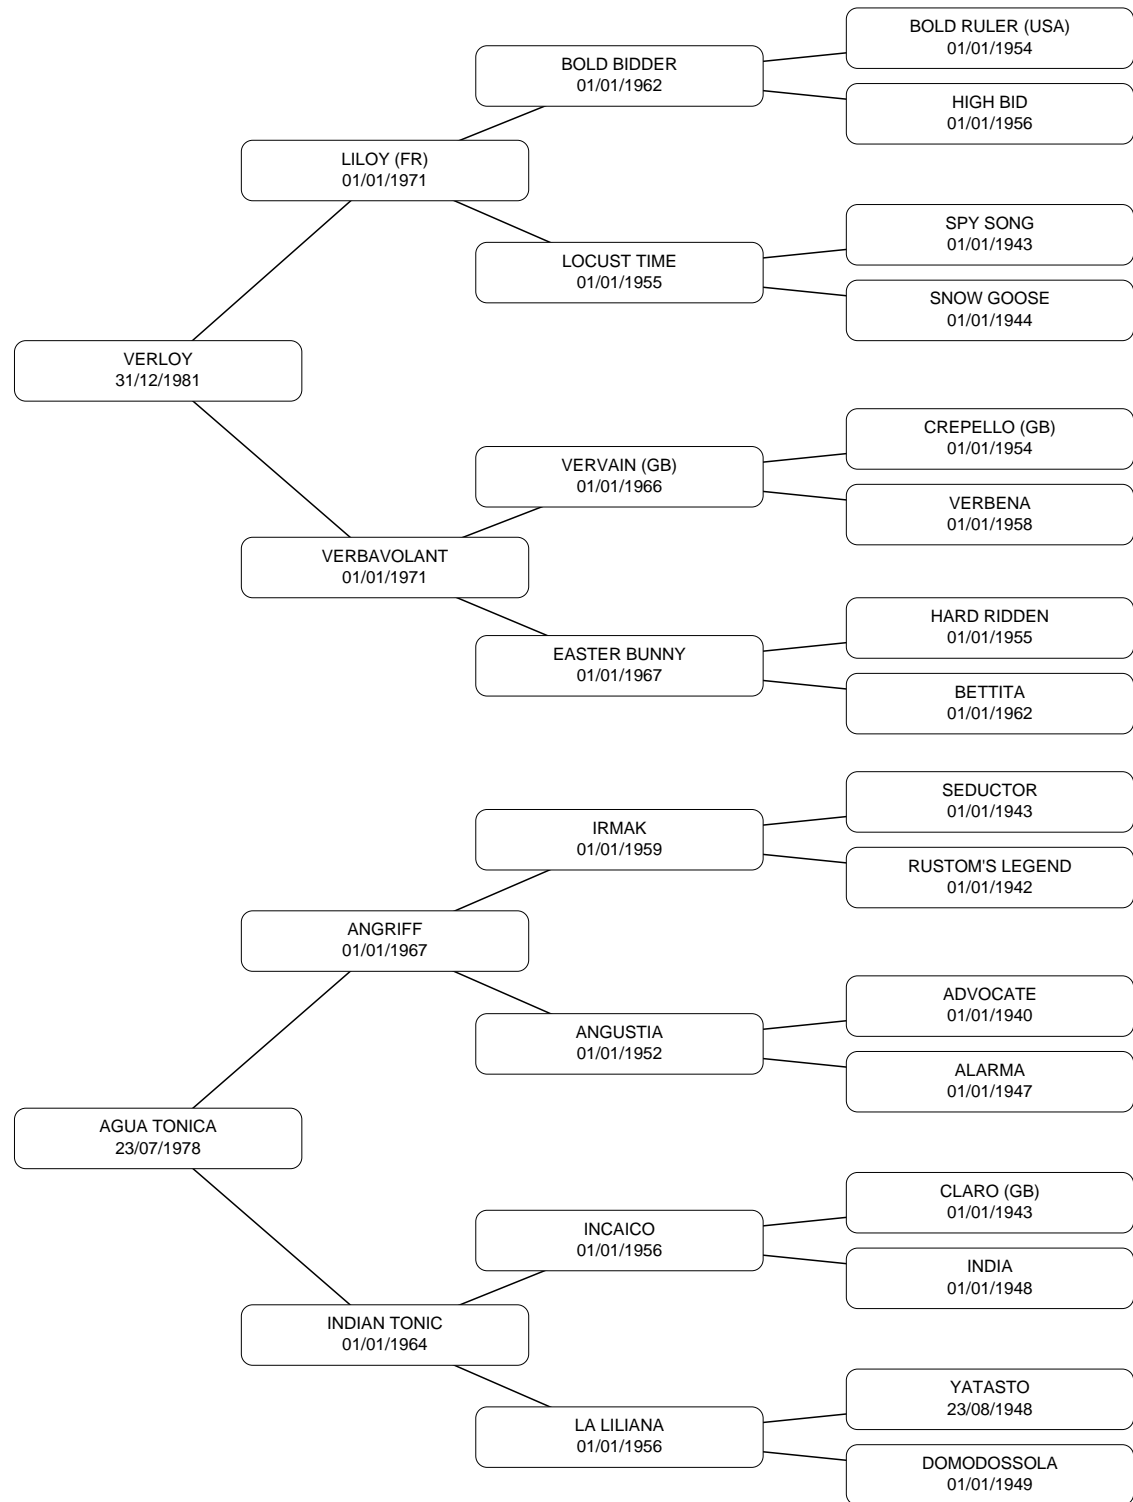 BOLD RULER (USA)
01/01/1954
BOLD BIDDER
01/01/1962
HIGH BID
01/01/1956
LILOY (FR)
01/01/1971
SPY SONG
01/01/1943
LOCUST TIME
01/01/1955
SNOW GOOSE
01/01/1944
VERLOY
31/12/1981
CREPELLO (GB)
01/01/1954
VERVAIN (GB)
01/01/1966
VERBENA
01/01/1958
VERBAVOLANT
01/01/1971
HARD RIDDEN
01/01/1955
EASTER BUNNY
01/01/1967
BETTITA
01/01/1962
SEDUCTOR
01/01/1943
IRMAK
01/01/1959
RUSTOM'S LEGEND
01/01/1942
ANGRIFF
01/01/1967
ADVOCATE
01/01/1940
ANGUSTIA
01/01/1952
ALARMA
01/01/1947
AGUA TONICA
23/07/1978
CLARO (GB)
01/01/1943
INCAICO
01/01/1956
INDIA
01/01/1948
INDIAN TONIC
01/01/1964
YATASTO
23/08/1948
LA LILIANA
01/01/1956
DOMODOSSOLA
01/01/1949